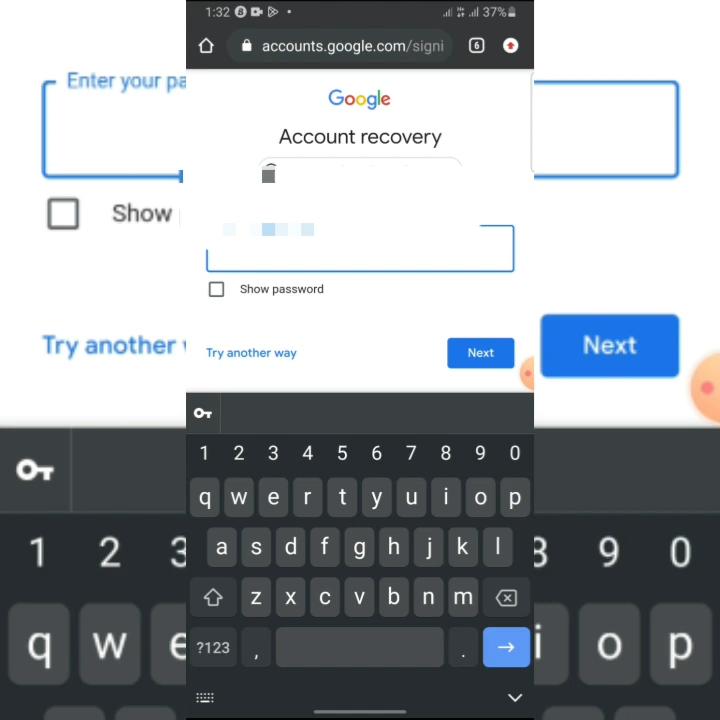 1:32 37%
accounts.google.com/signi 6
Google
Account recovery
Enter your pa
Show password
Show
Try another way Next
Try another Next
1 2 3 4 5 6 7 8 9 0
q w e r t y u i o p
a s d f g h j k l
z x c v b n m
?123 , .
1 2 3 8 9 0
q w e i o p